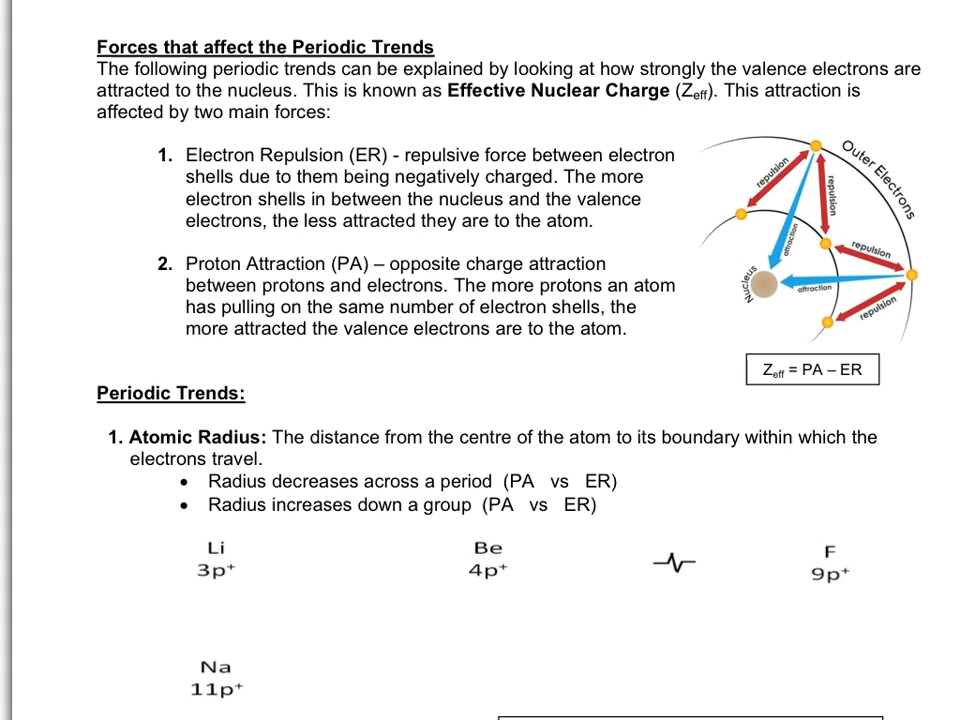 Forces that affect the Periodic Trends
The following periodic trends can be explained by looking at how strongly the valence electrons are
attracted to the nucleus. This is known as Effective Nuclear Charge (Zeff). This attraction is
affected by two main forces:
1. Electron Repulsion (ER) - repulsive force between electron
shells due to them being negatively charged. The more
electron shells in between the nucleus and the valence
electrons, the less attracted they are to the atom.
2. Proton Attraction (PA) – opposite charge attraction
between protons and electrons. The more protons an atom
has pulling on the same number of electron shells, the
more attracted the valence electrons are to the atom.
Outer Electrons
repulsion
repulsion
attraction
repulsion
Nucleus
attraction
repulsion
Zeff = PA – ER
Periodic Trends:
1. Atomic Radius: The distance from the centre of the atom to its boundary within which the
electrons travel.
• Radius decreases across a period (PA vs ER)
• Radius increases down a group (PA vs ER)
Li Be F
3p⁺ 4p⁺ 9p⁺
Na
11p⁺